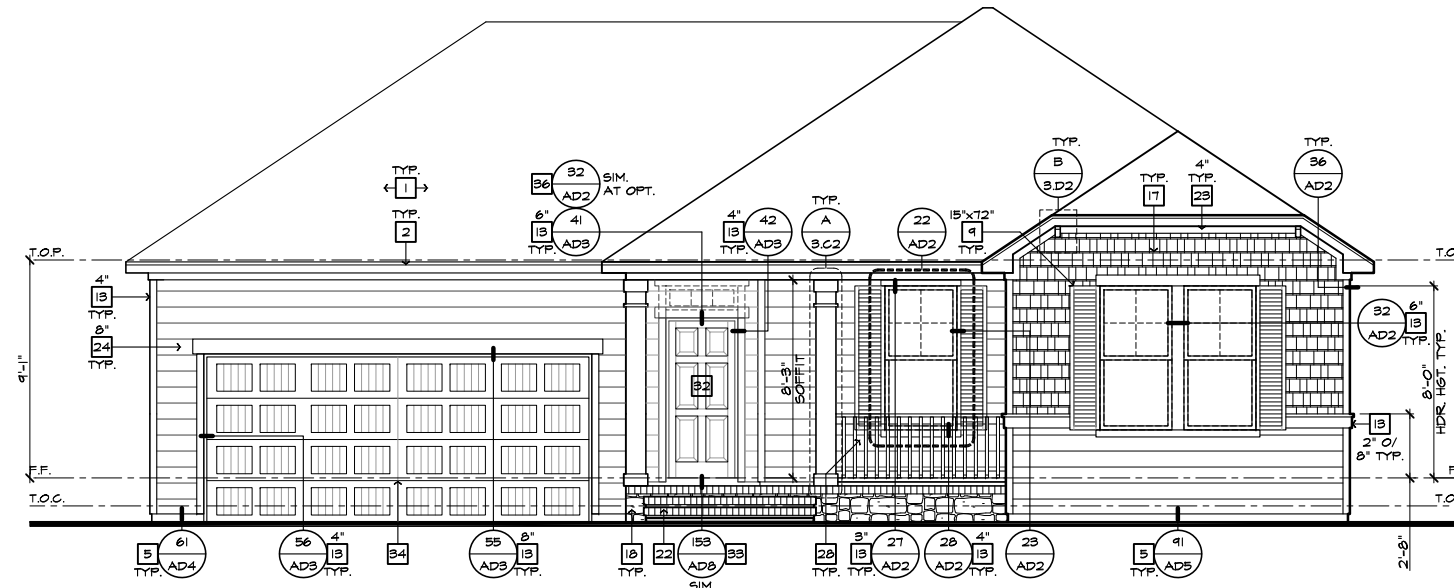 TYP.
1
TYP.
2
36
32
AD2
SIM.
AT OPT.
6"
13
TYP.
41
AD3
4"
13
TYP.
42
AD3
TYP.
A
3.C2
22
AD2
15"x72"
9
TYP.
TYP.
B
3.D2
TYP.
17
4"
TYP.
23
TYP.
36
AD2
T.O.P.
T.O
4"
13
TYP.
8"
24
TYP.
9'-1"
32
8'-3"
SOFFIT
32
AD2
6"
13
TYP.
8'-0"
HDR. HGT. TYP.
13
2" O/
8" TYP.
F.F.
F
T.O.C.
T.O
2'-8"
5
TYP.
61
AD4
56
AD3
4"
13
TYP.
34
55
AD3
8"
13
TYP.
18
TYP.
22
153
AD8
SIM.
33
28
TYP.
3"
13
TYP.
27
AD2
28
AD2
4"
13
TYP.
23
AD2
5
TYP.
91
AD5